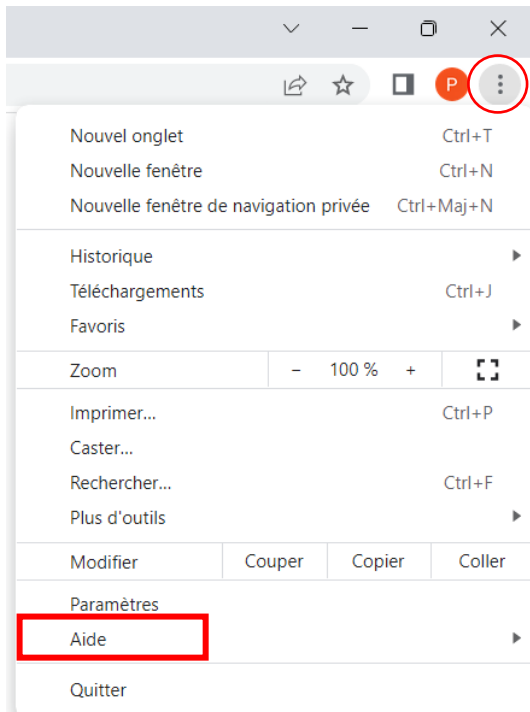 P
Nouvel onglet Ctrl+T
Nouvelle fenêtre Ctrl+N
Nouvelle fenêtre de navigation privée Ctrl+Maj+N
Historique
Téléchargements Ctrl+J
Favoris
Zoom - 100 % +
Imprimer... Ctrl+P
Caster...
Rechercher... Ctrl+F
Plus d'outils
Modifier Couper Copier Coller
Paramètres
Aide
Quitter